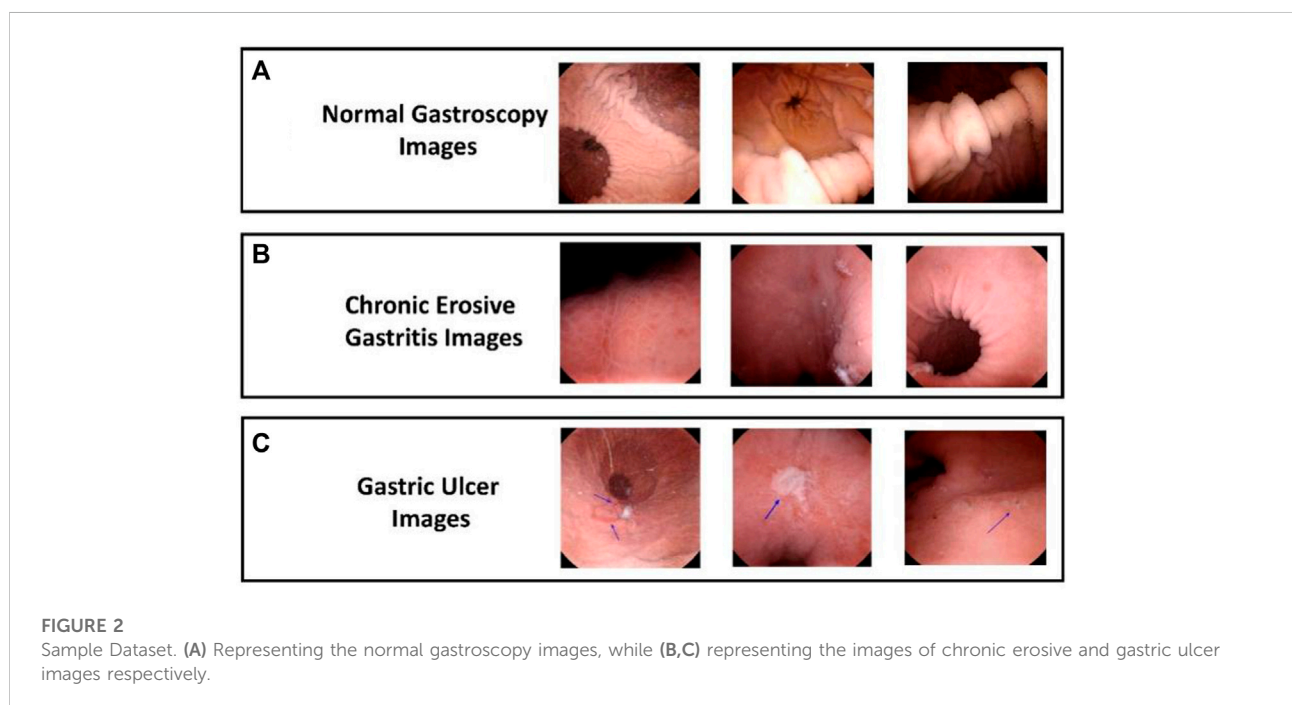 A
Normal Gastroscopy
Images
B
Chronic Erosive
Gastritis Images
C
Gastric Ulcer
Images
FIGURE 2
Sample Dataset. (A) Representing the normal gastroscopy images, while (B,C) representing the images of chronic erosive and gastric ulcer
images respectively.